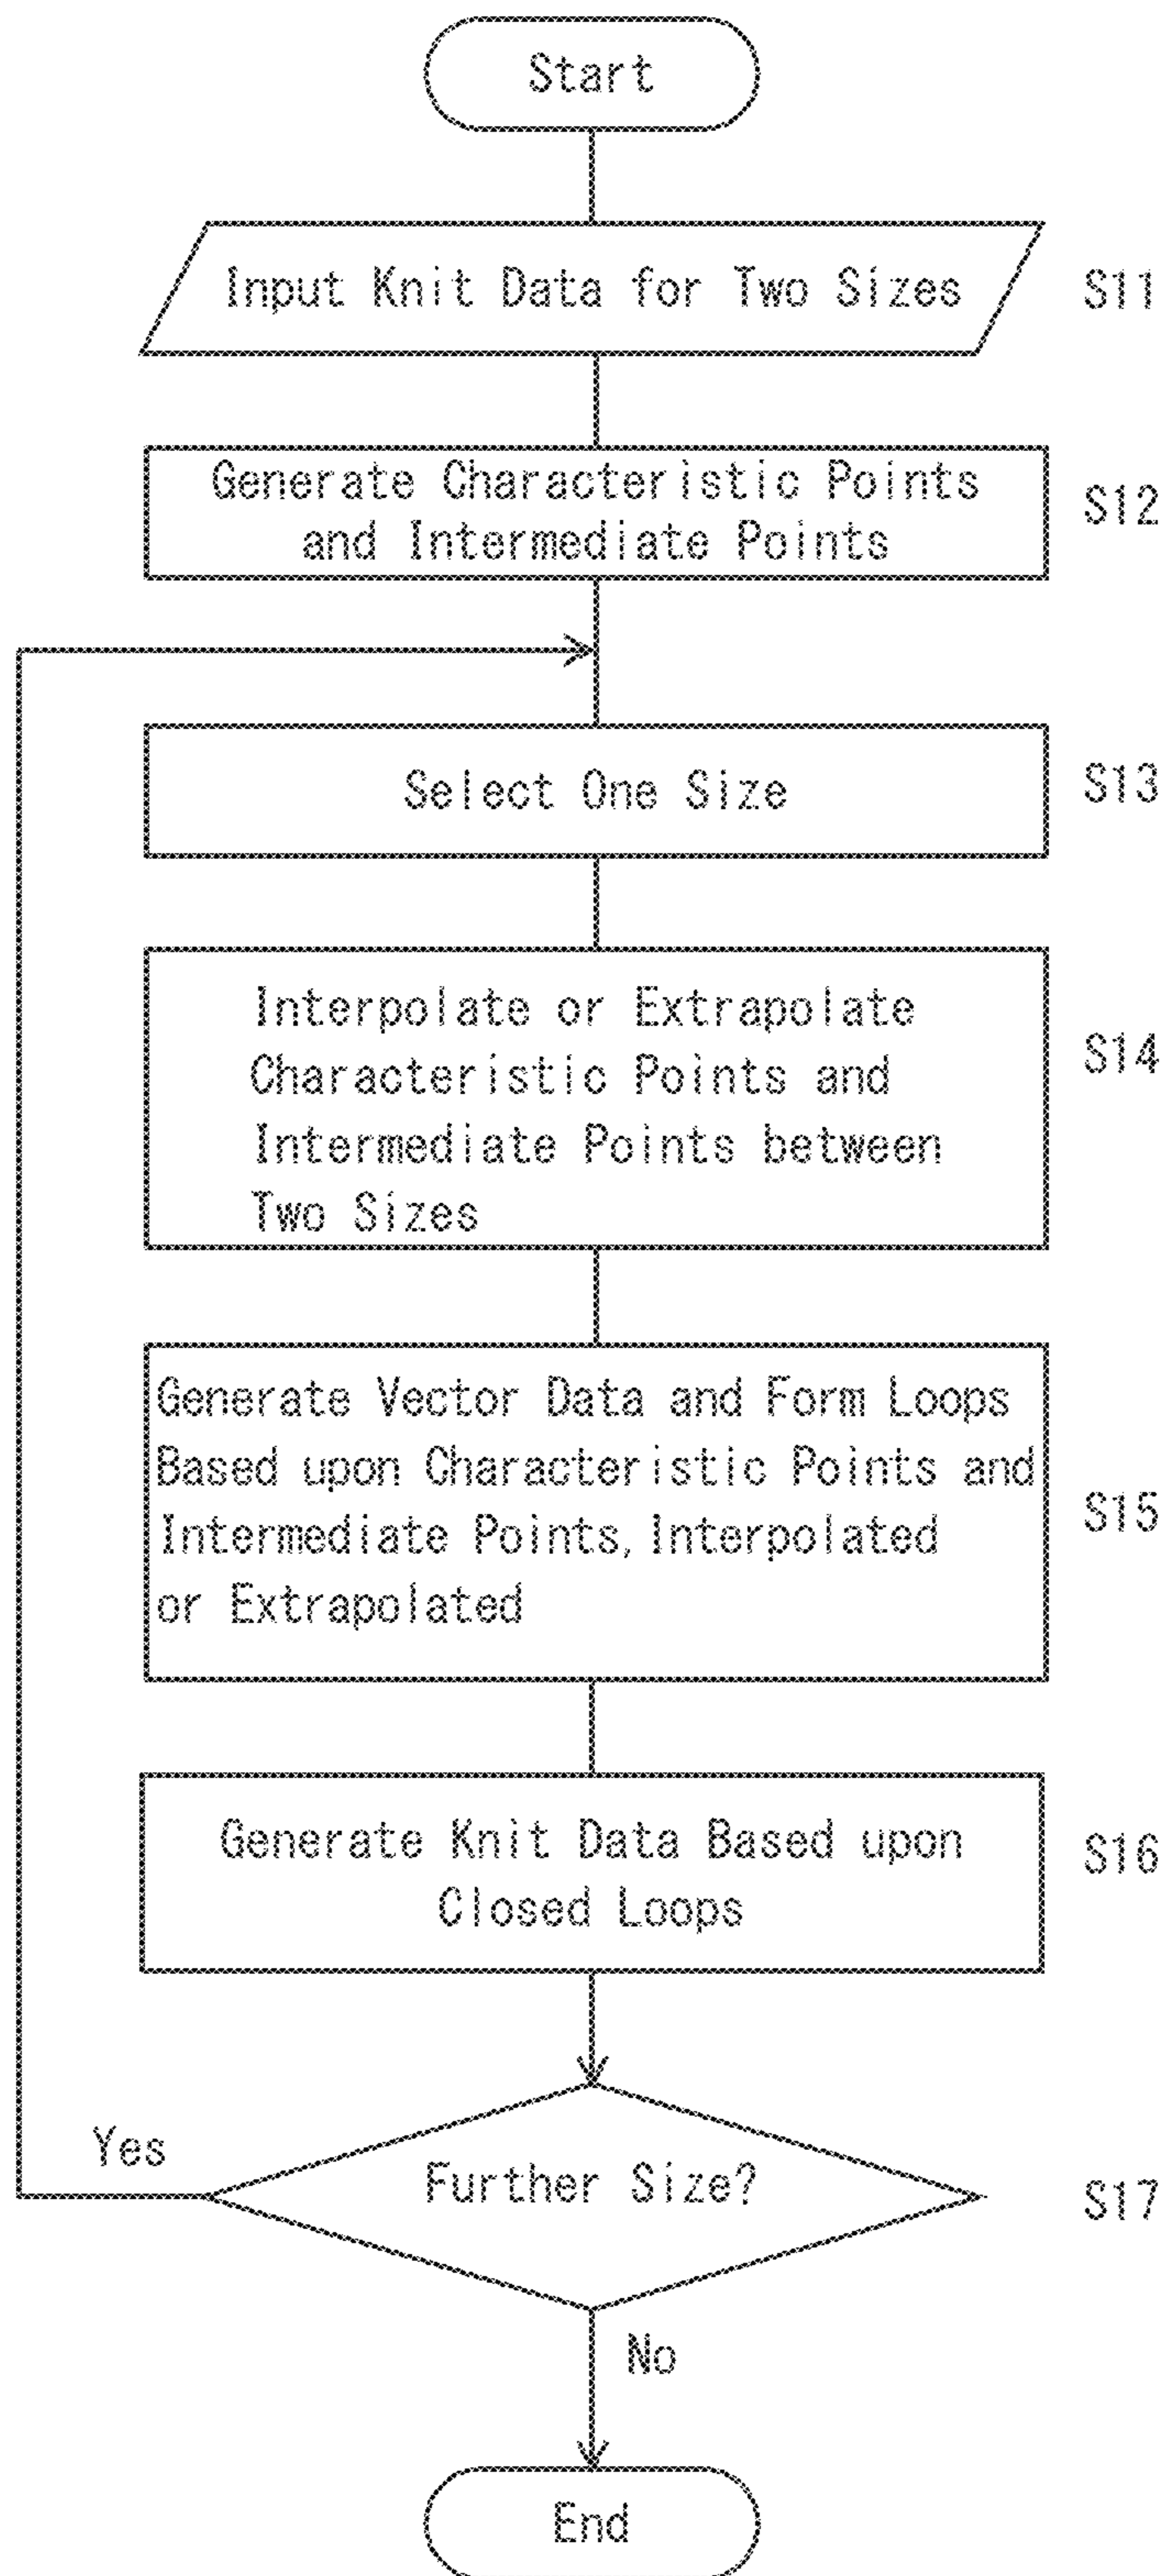 Start
Input Knit Data for Two Sizes
S11
Generate Characteristic Points
and Intermediate Points
S12
Select One Size
S13
Interpolate or Extrapolate
Characteristic Points and
Intermediate Points between
Two Sizes
S14
Generate Vector Data and Form Loops
Based upon Characteristic Points and
Intermediate Points, Interpolated
or Extrapolated
S15
Generate Knit Data Based upon
Closed Loops
S16
Yes
Further Size?
S17
No
End